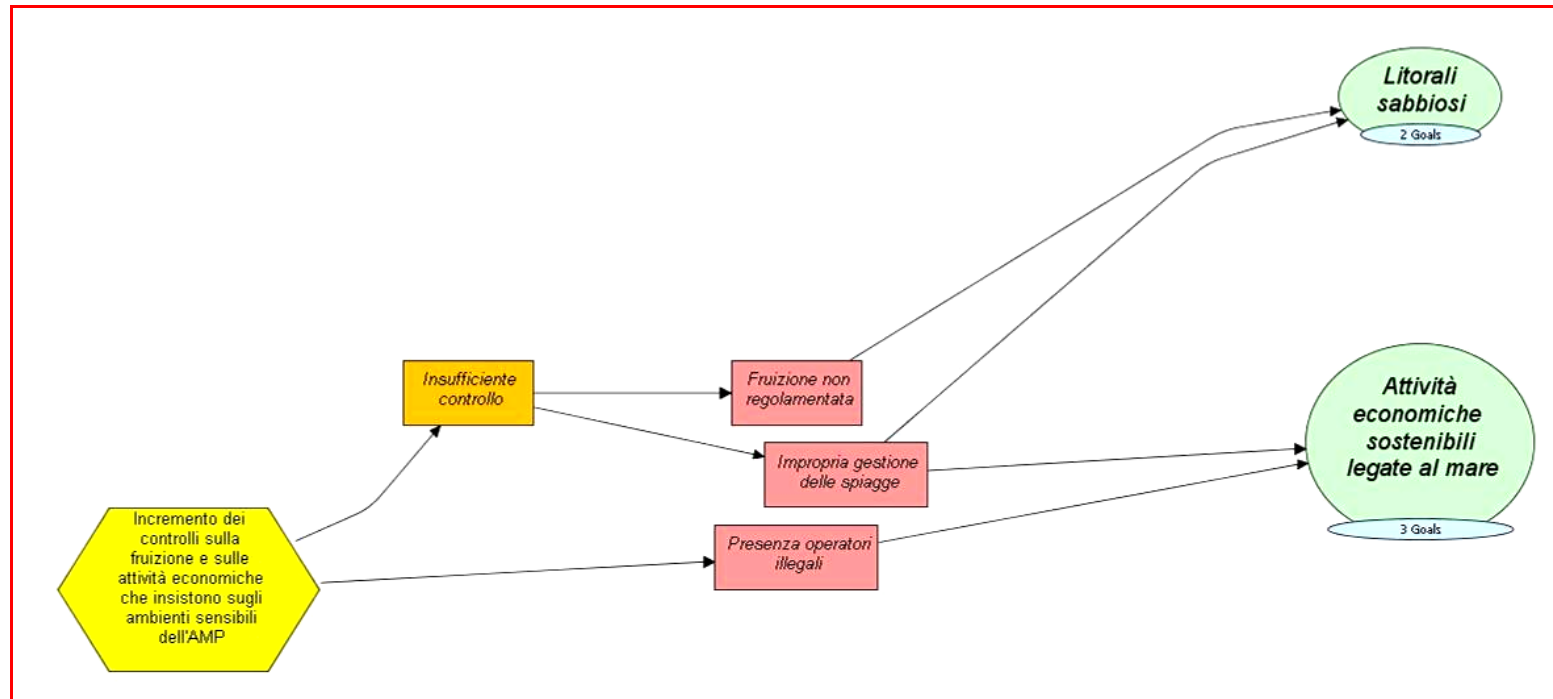 Litorali
sabbiosi
2 Goals
Insufficiente
controllo
Fruizione non
regolamentata
Impropria gestione
delle spiagge
Presenza operatori
illegali
Attività
economiche
sostenibili
legate al mare
3 Goals
Incremento dei
controlli sulla
fruizione e sulle
attività economiche
che insistono sugli
ambienti sensibili
dell'AMP